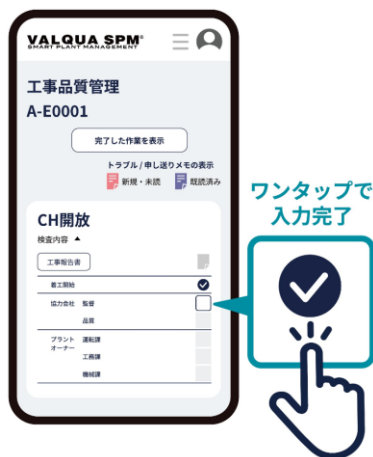 VALQUA SPM®
SMART PLANT MANAGEMENT
工事品質管理
A-E0001
完了した作業を表示
トラブル / 申し送りメモの表示
新規・未読 既読済み
CH開放
検査内容 ▲
工事報告書
着工開始
協力会社 監督
品質
プラント 運転課
オーナー
工務課
機械課
ワンタップで
入力完了